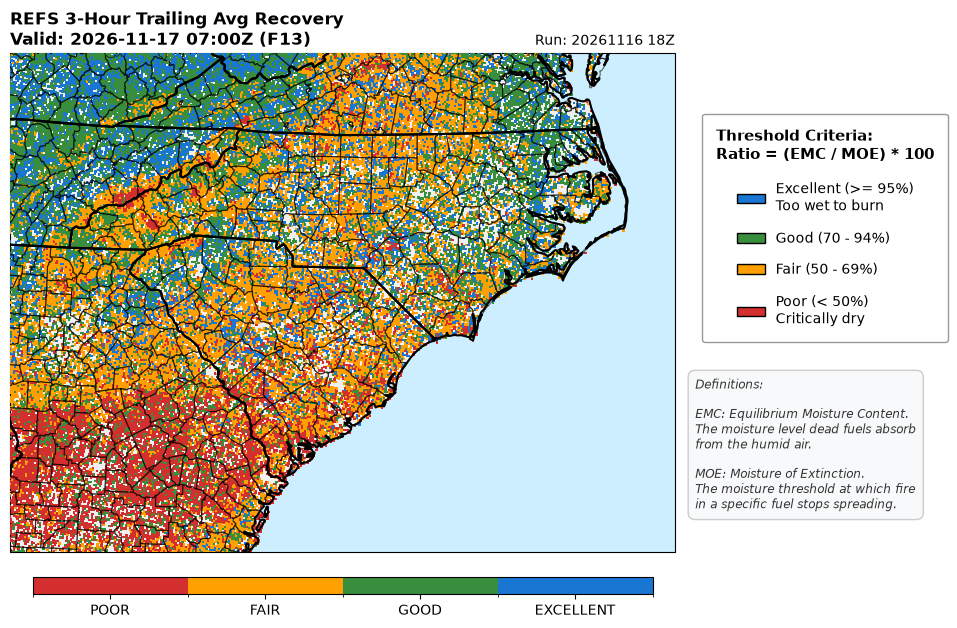 REFS 3-Hour Trailing Avg Recovery
Valid: 2026-11-17 07:00Z (F13)
Run: 20261116 18Z
Threshold Criteria:
Ratio = (EMC / MOE) * 100
Excellent (>= 95%)
Too wet to burn
Good (70 - 94%)
Fair (50 - 69%)
Poor (< 50%)
Critically dry
Definitions:
EMC: Equilibrium Moisture Content.
The moisture level dead fuels absorb
from the humid air.
MOE: Moisture of Extinction.
The moisture threshold at which fire
in a specific fuel stops spreading.
POOR FAIR GOOD EXCELLENT